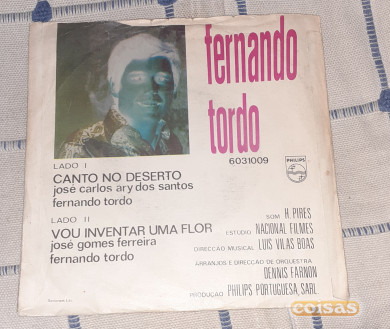 fernando
tordo
6031009
PHILIPS
LADO I
CANTO NO DESERTO
josé carlos ary dos santos
fernando tordo
LADO II
VOU INVENTAR UMA FLOR
josé gomes ferreira
fernando tordo
SOM H. PIRES
ESTÚDIO NACIONAL FILMES
DIRECÇÃO MUSICAL LUIS VILAS BOAS
ARRANJOS E DIRECÇÃO DE ORQUESTRA
DENNIS FARNON
PRODUÇÃO PHILIPS PORTUGUESA, SARL
coisas